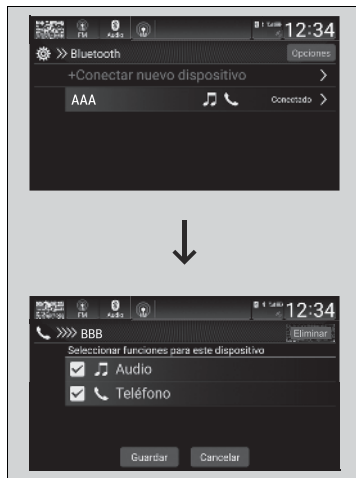 FM
Audio
12:34
Bluetooth
Opciones
+Conectar nuevo dispositivo
AAA
Conectado
FM
Audio
12:34
BBB
Eliminar
Seleccionar funciones para este dispositivo
Audio
Teléfono
Guardar
Cancelar